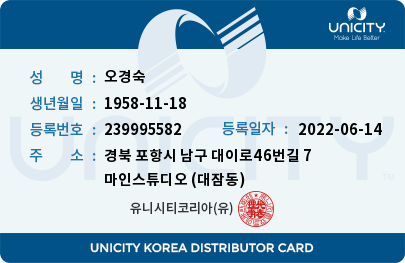 UNICITY
Make Life Better
성 명 : 오경숙
생년월일 : 1958-11-18
등록번호 : 239995582 등록일자 : 2022-06-14
UNICITY
주 소 : 경북 포항시 남구 대이로46번길 7
마인스튜디오 (대잠동)
유니시티코리아(유)
UNICITY KOREA DISTRIBUTOR CARD